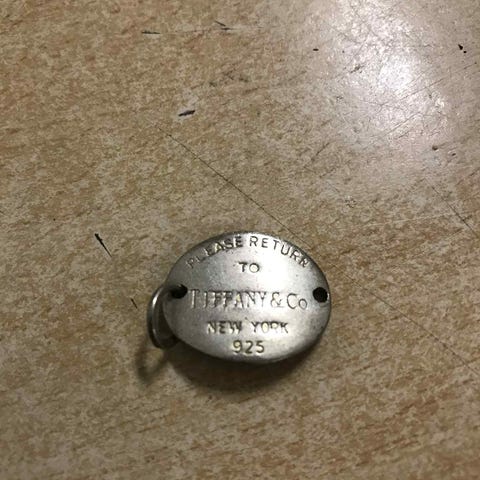 PLEASE RETURN
TO
TIFFANY & Co
NEW YORK
925